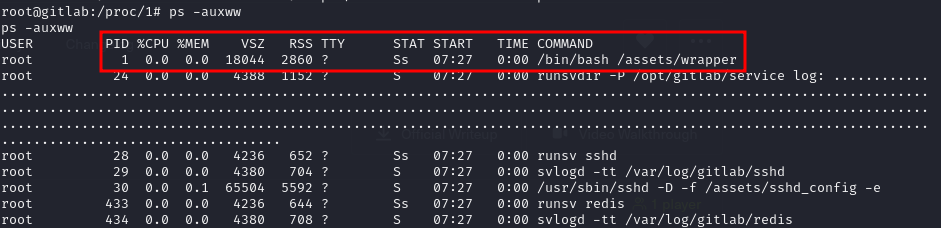 root@gitlab:/proc/1# ps -auxww
ps -auxww
USER PID %CPU %MEM VSZ RSS TTY STAT START TIME COMMAND
root 1 0.0 0.0 18044 2860 ? Ss 07:27 0:00 /bin/bash /assets/wrapper
root 24 0.0 0.0 4388 1152 ? S 07:27 0:00 runsvdir -P /opt/gitlab/service log: .............
......................................................................................................................
......................................................................................................................
......................................................................................................................
...................................
root 28 0.0 0.0 4236 652 ? Ss 07:27 0:00 runsv sshd
root 29 0.0 0.0 4380 704 ? S 07:27 0:00 svlogd -tt /var/log/gitlab/sshd
root 30 0.0 0.1 65504 5592 ? S 07:27 0:00 /usr/sbin/sshd -D -f /assets/sshd_config -e
root 433 0.0 0.0 4236 644 ? Ss 07:27 0:00 runsv redis
root 434 0.0 0.0 4380 708 ? S 07:27 0:00 svlogd -tt /var/log/gitlab/redis